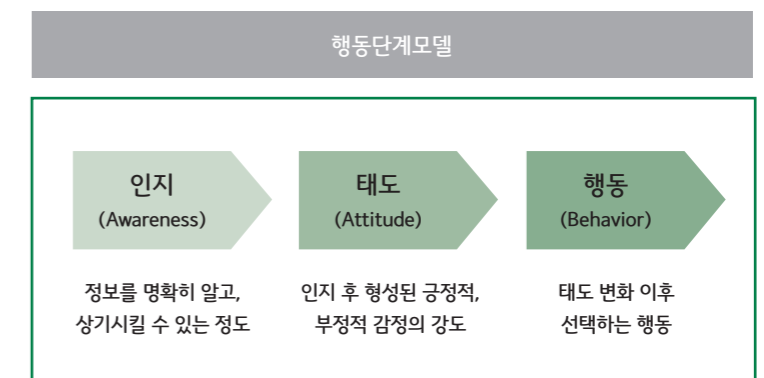 행동단계모델
인지
(Awareness)
정보를 명확히 알고,
상기시킬 수 있는 정도
태도
(Attitude)
인지 후 형성된 긍정적,
부정적 감정의 강도
행동
(Behavior)
태도 변화 이후
선택하는 행동